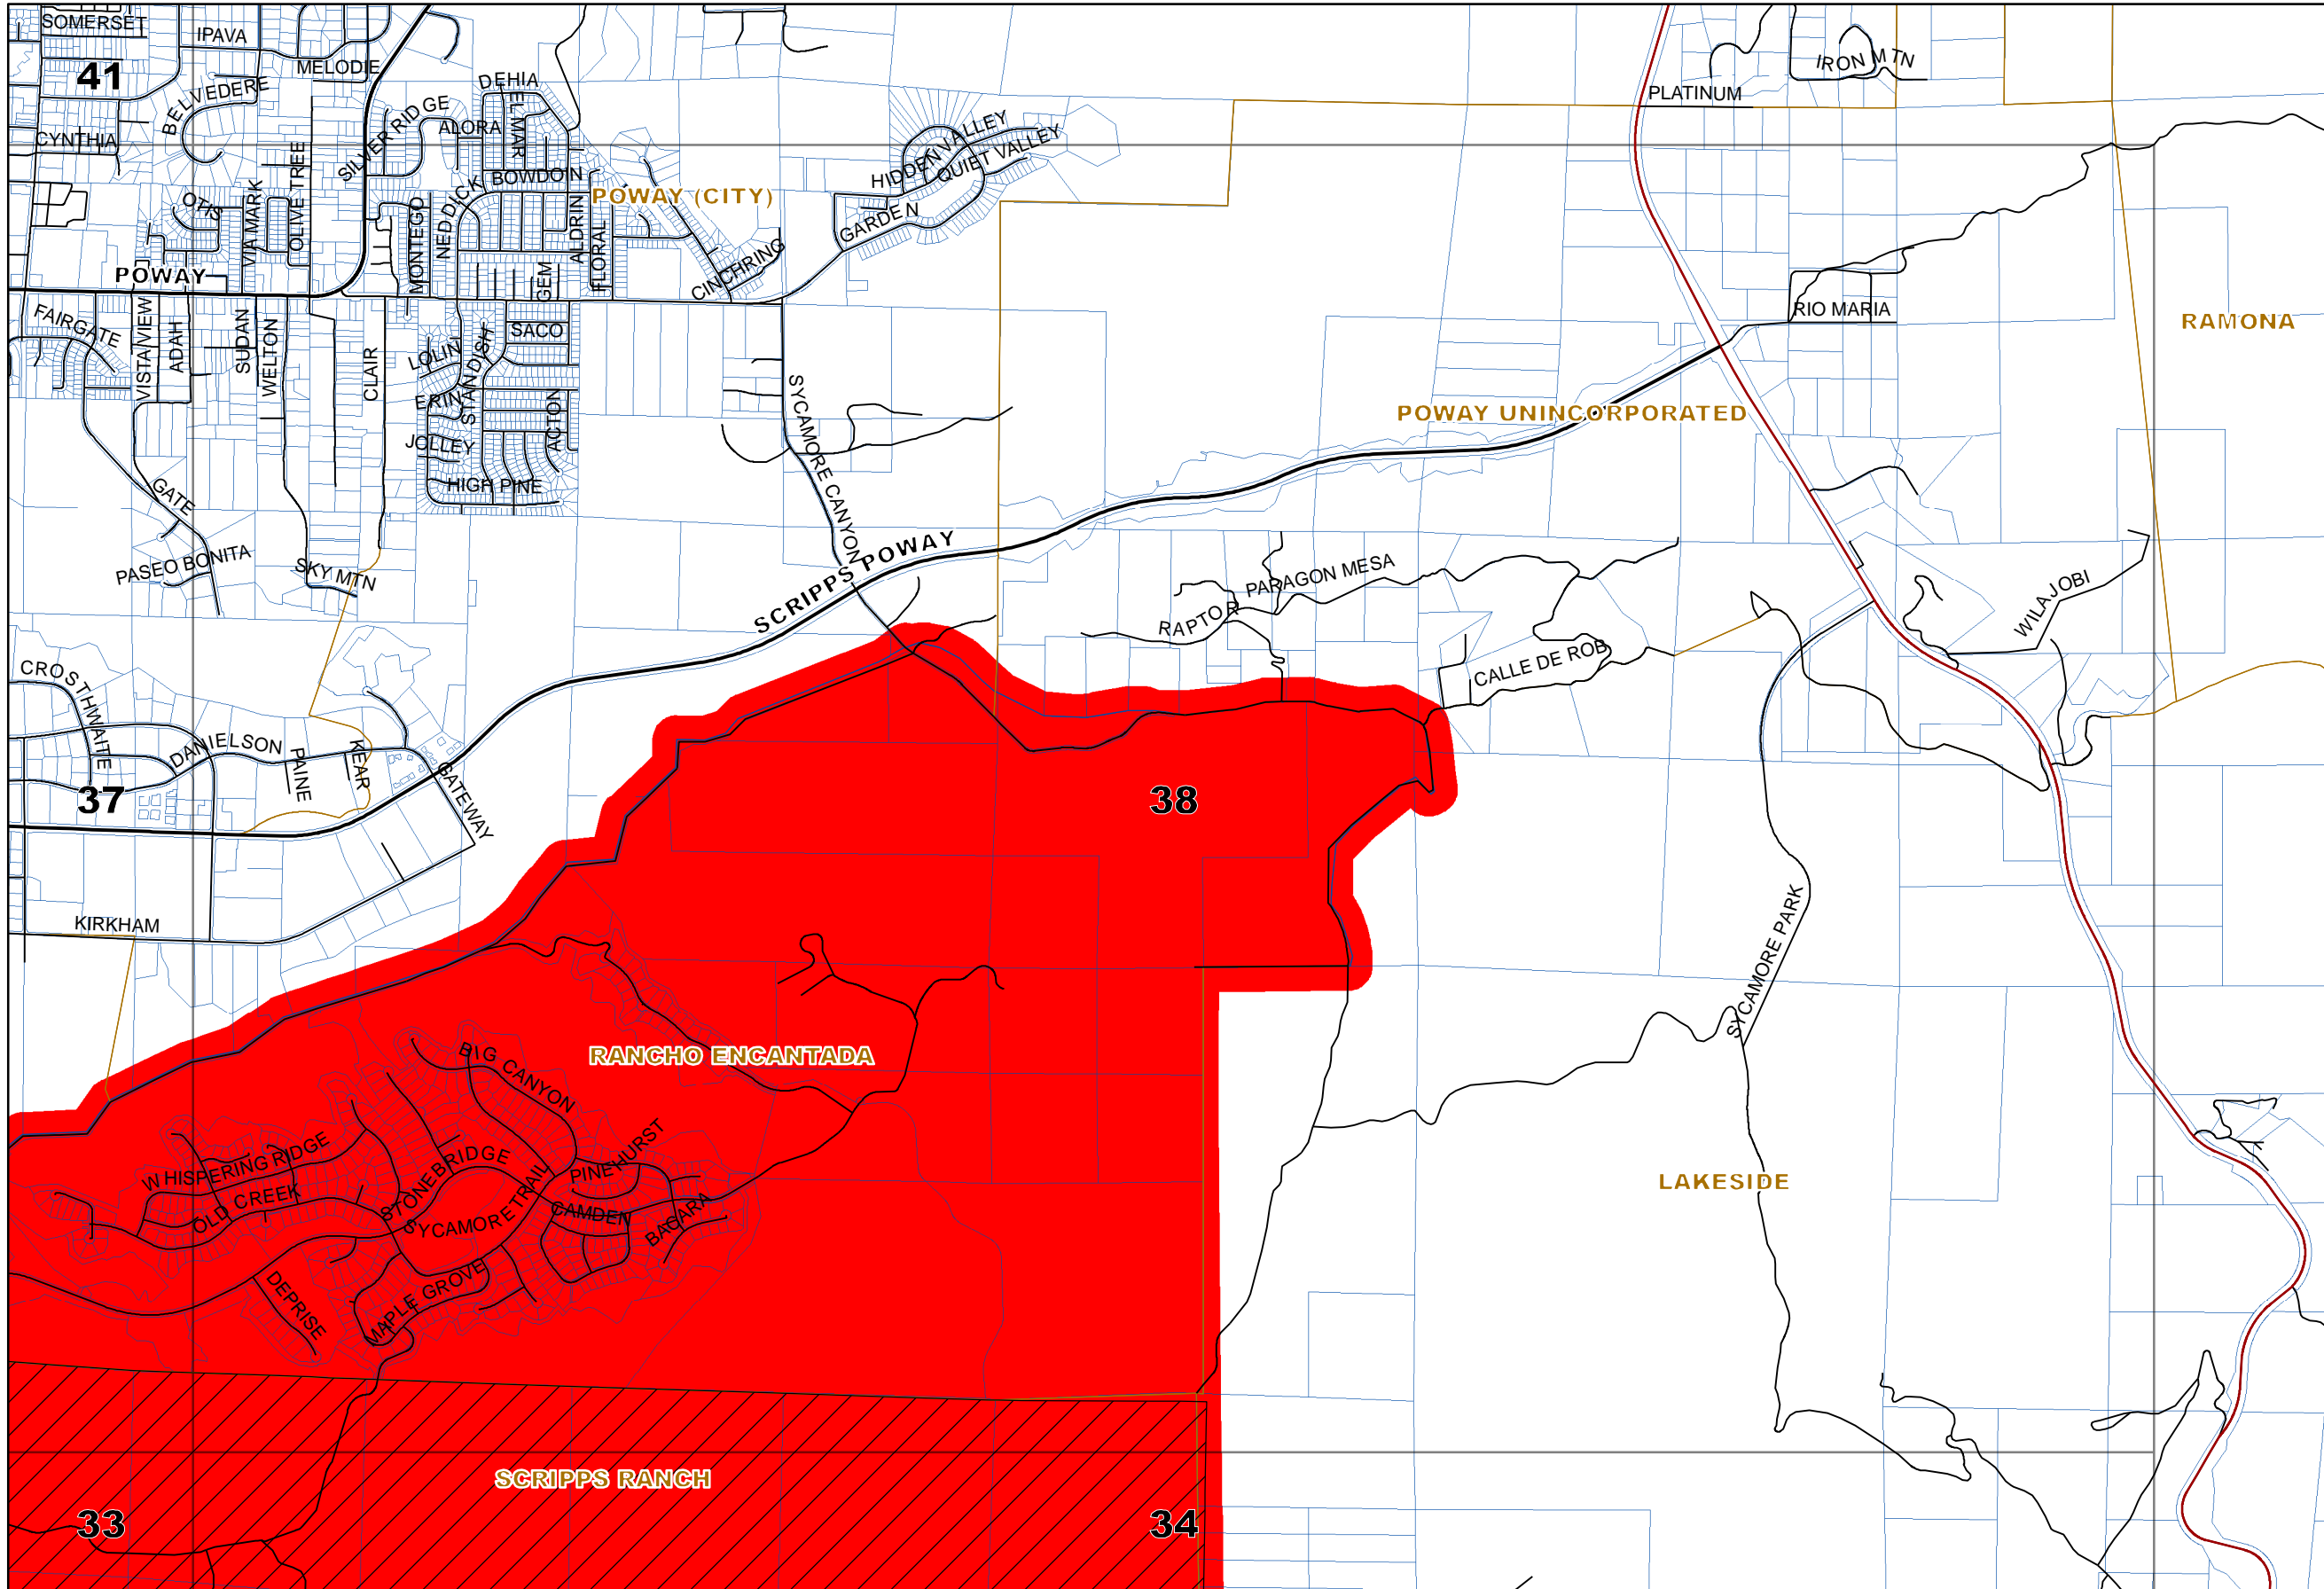 SOMERSET
IPAVA
MELODIE
41
BELVEDERE
DEHIA
SILVER RIDGE
ELMAR
ALORA
CYNTHIA
IRON MTN
PLATINUM
HIDDEN VALLEY
QUIET VALLEY
OLIVE TREE
BOWDOIN
POWAY (CITY)
OTIS
VIA MARK
MONTEGO
NEDDICK
ALDRIN
FLORAL
GARDEN
POWAY
GEM
CINCHRING
FAIRGATE
VISTA VIEW
ADAH
SUDAN
WELTON
CLAIR
LOLIN
STANDISH
SACO
RIO MARIA
RAMONA
ERIN
ACTON
SYCAMORE CANYON
POWAY UNINCORPORATED
JOLLEY
HIGH PINE
GATE
PASEO BONITA
SKY MTN
SCRIPPS POWAY
PARAGON MESA
RAPTOR
WILAJOBI
CALLE DE ROB
CROSTHWAITE
DANIELSON
PAINE
KEAR
GATEWAY
37
38
KIRKHAM
SYCAMORE PARK
BIG CANYON
RANCHO ENCANTADA
WHISPERING RIDGE
STONEBRIDGE
PINEHURST
OLD CREEK
SYCAMORE TRAIL
CAMDEN
BACARA
LAKESIDE
DEPRISE
MAPLE GROVE
SCRIPPS RANCH
33
34